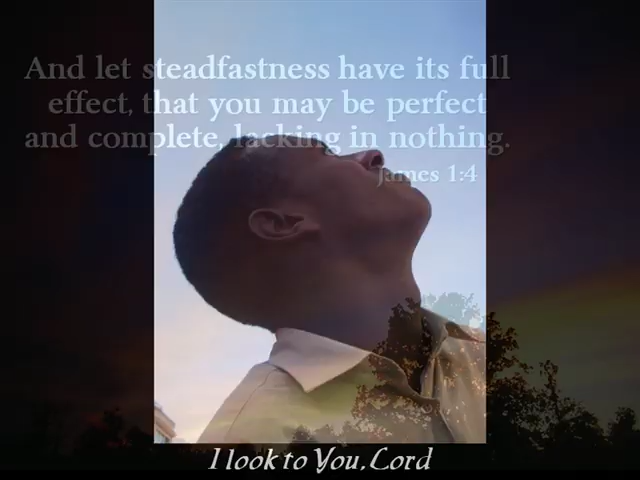 And let steadfastness have its full
effect, that you may be perfect
and complete, lacking in nothing.
James 1:4
I look to You, Lord